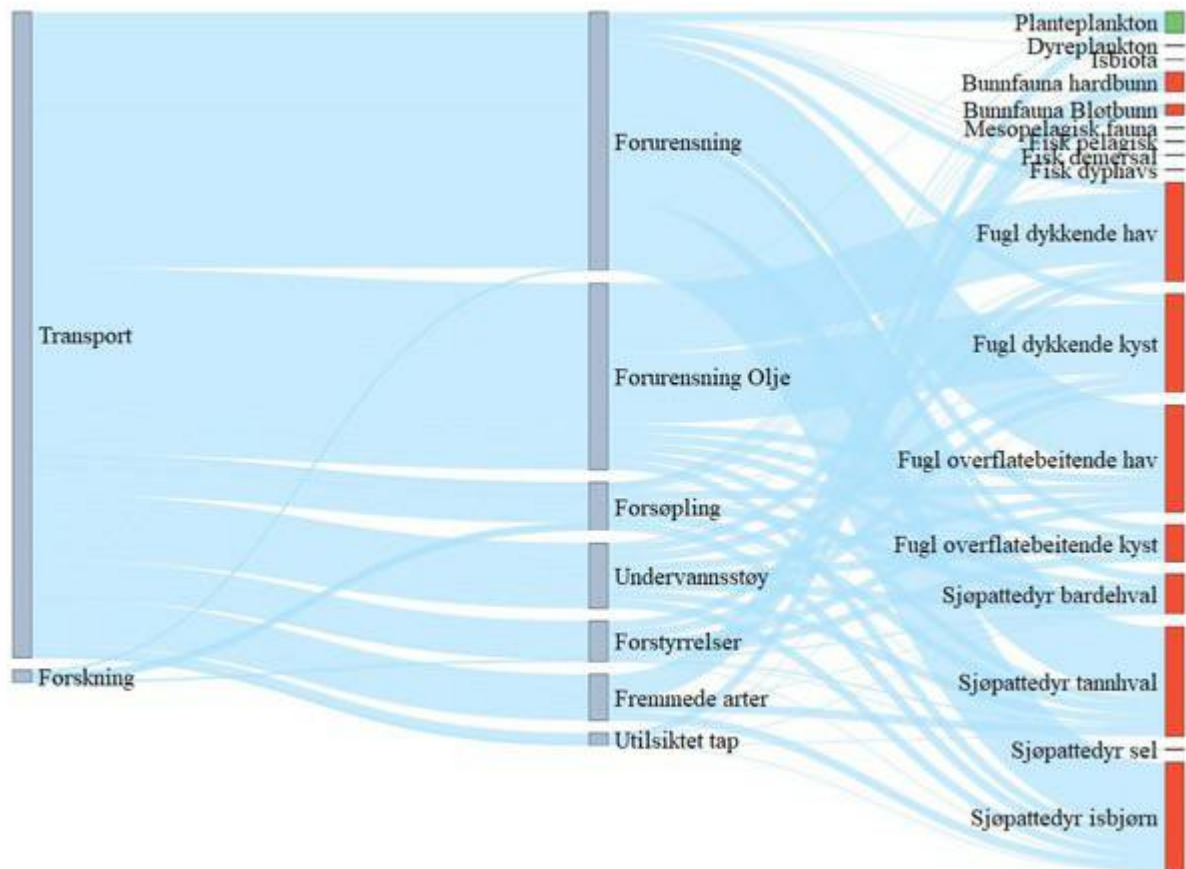 Transport
Forskning
Forurensning
Forurensning Olje
Forsøpling
Undervannsstøy
Forstyrrelser
Fremmede arter
Utilsiktet tap
Planteplankton
Dyreplankton
Isbiota
Bunnfauna hardbunn
Bunnfauna Bløtbunn
Mesopelagisk fauna
Fisk pelagisk
Fisk demersal
Fisk dyphavs
Fugl dykkende hav
Fugl dykkende kyst
Fugl overflatebeitende hav
Fugl overflatebeitende kyst
Sjøpattedyr bardehval
Sjøpattedyr tannhval
Sjøpattedyr sel
Sjøpattedyr isbjørn